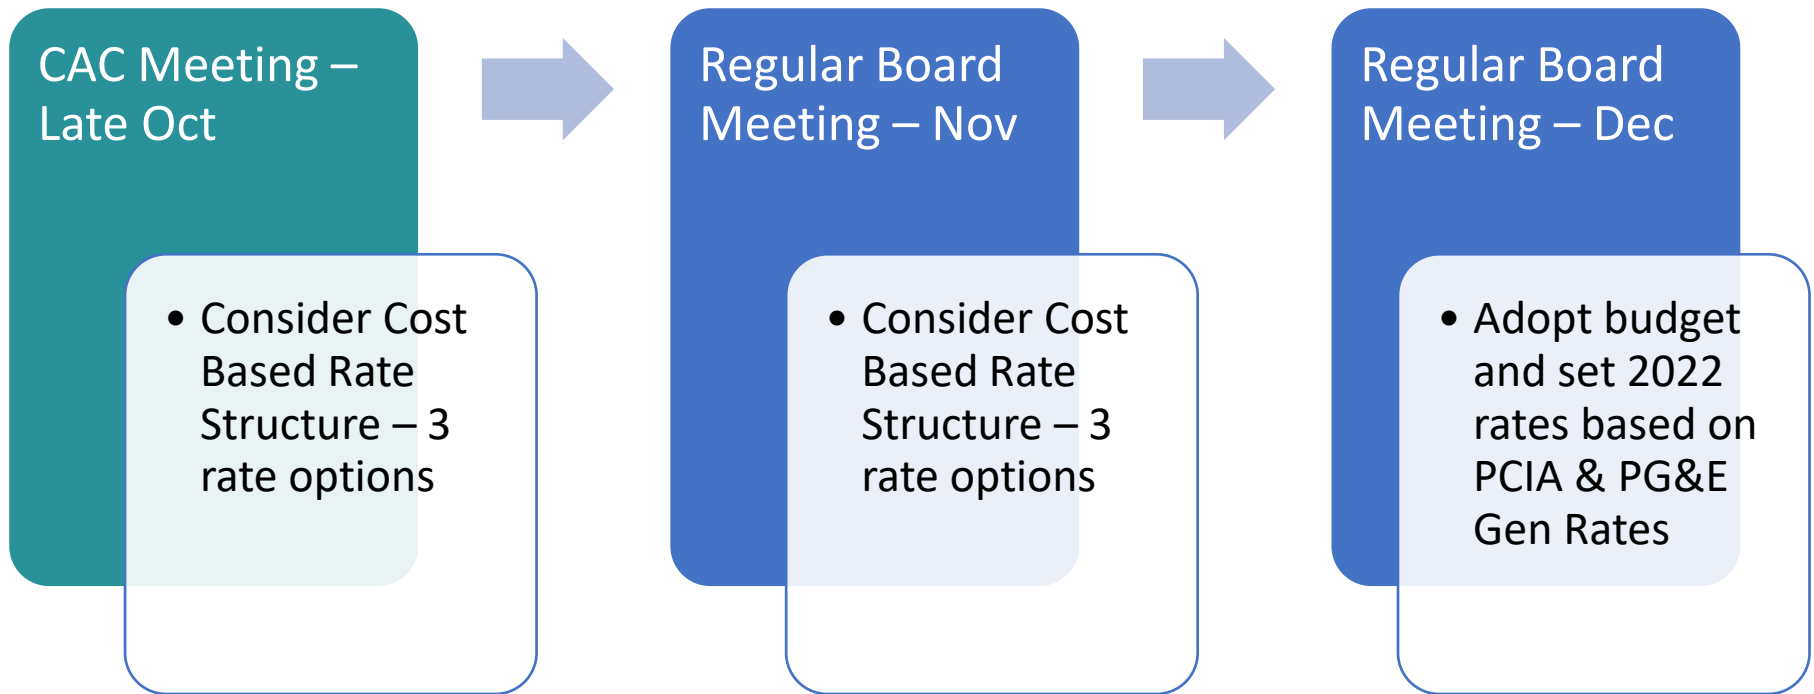 CAC Meeting –
Late Oct
• Consider Cost
Based Rate
Structure – 3
rate options
Regular Board
Meeting – Nov
• Consider Cost
Based Rate
Structure – 3
rate options
Regular Board
Meeting – Dec
• Adopt budget
and set 2022
rates based on
PCIA & PG&E
Gen Rates